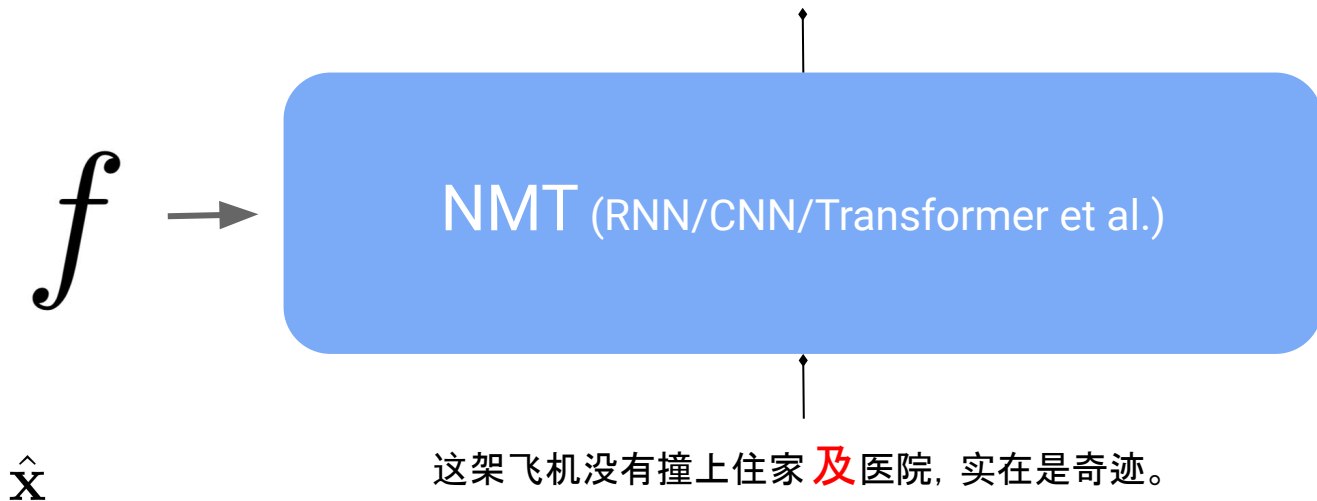 f
NMT (RNN/CNN/Transformer et al.)
x̂
这架飞机没有撞上住家 及医院, 实在是奇迹。